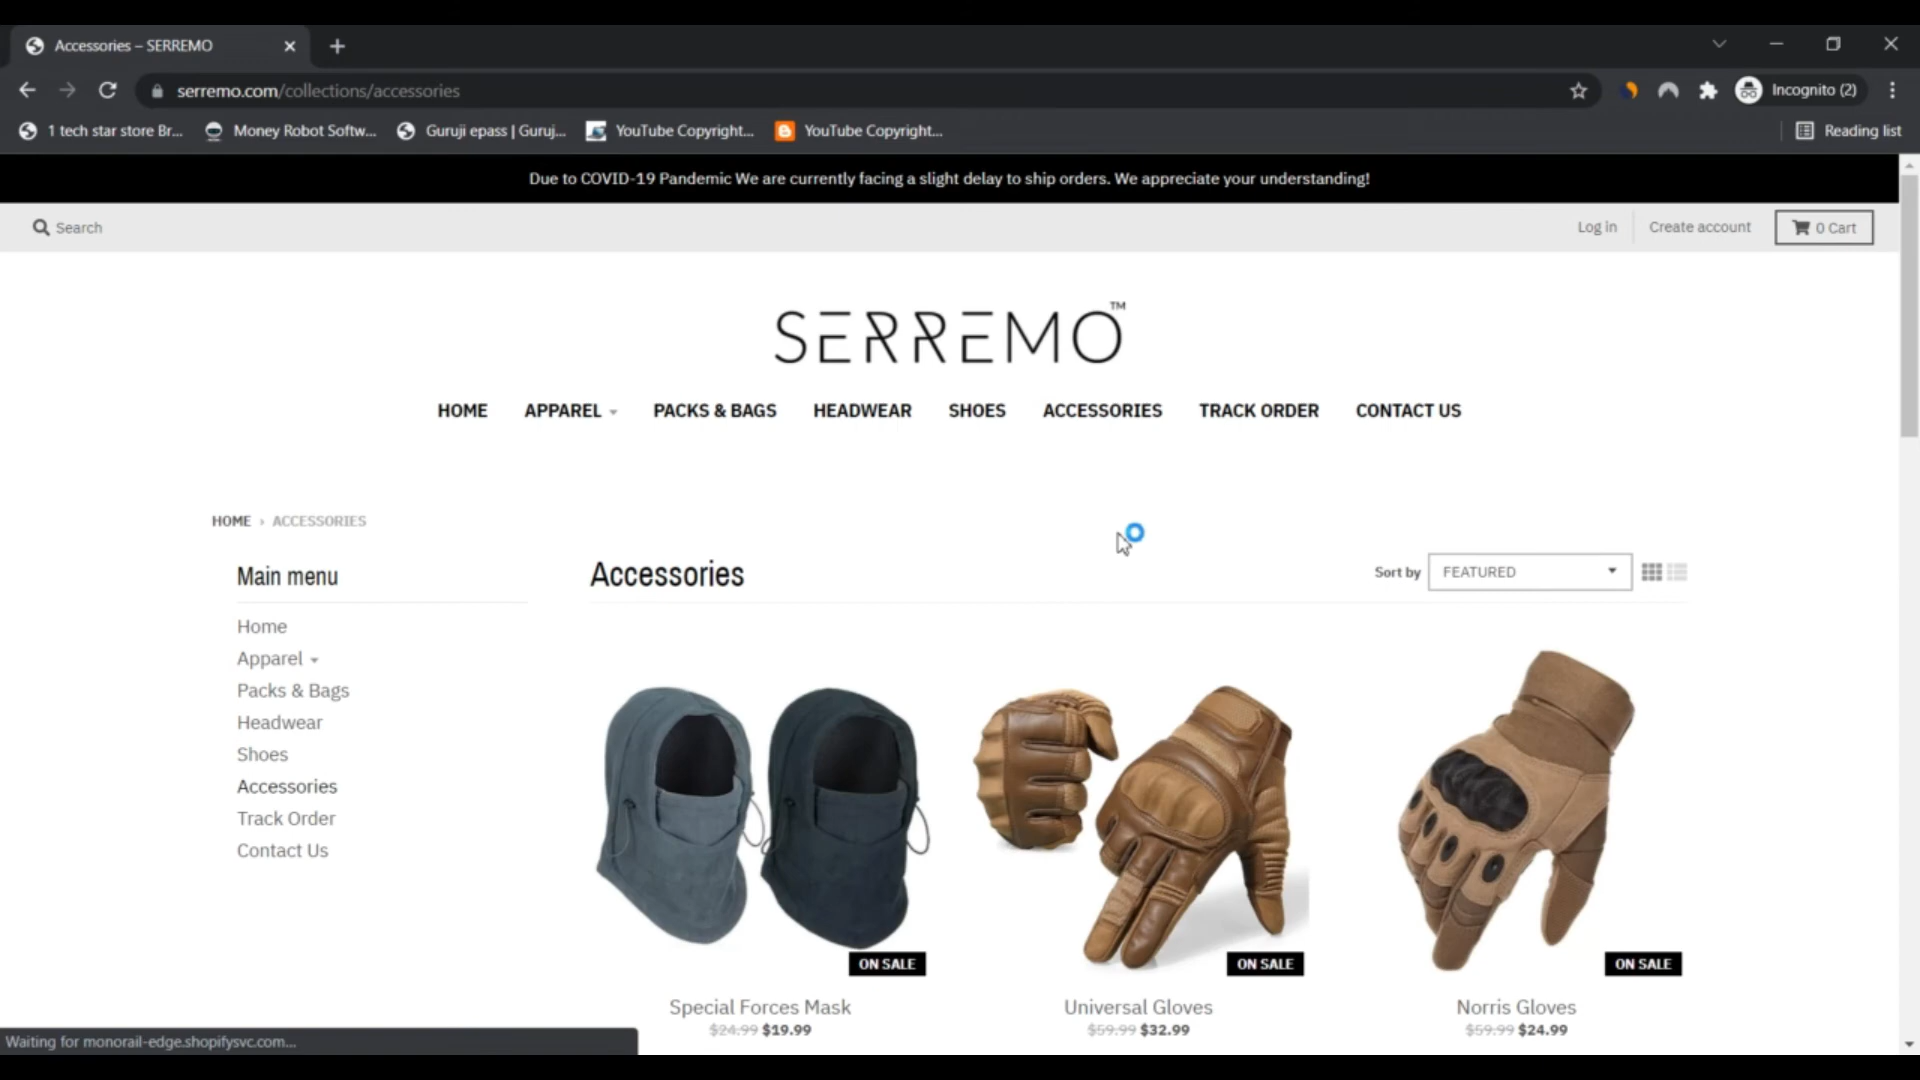 Accessories – SERREMO
serremo.com/collections/accessories
Incognito (2)
1 tech star store Br...
Money Robot Softw...
Guruji epass | Guruj...
YouTube Copyright...
YouTube Copyright...
Reading list
Due to COVID-19 Pandemic We are currently facing a slight delay to ship orders. We appreciate your understanding!
Search
Log in
Create account
0 Cart
SERREMO™
HOME
APPAREL
PACKS & BAGS
HEADWEAR
SHOES
ACCESSORIES
TRACK ORDER
CONTACT US
HOME › ACCESSORIES
Main menu
Home
Apparel
Packs & Bags
Headwear
Shoes
Accessories
Track Order
Contact Us
Accessories
Sort by
FEATURED
ON SALE
ON SALE
ON SALE
Special Forces Mask
$24.99 $19.99
Universal Gloves
$59.99 $32.99
Norris Gloves
$59.99 $24.99
Waiting for monorail-edge.shopifysvc.com...